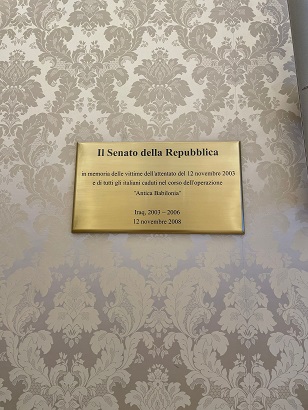 Il Senato della Repubblica
in memoria delle vittime dell'attentato del 12 novembre 2003
e di tutti gli italiani caduti nel corso dell'operazione
"Antica Babilonia"
Iraq, 2003 – 2006
12 novembre 2008